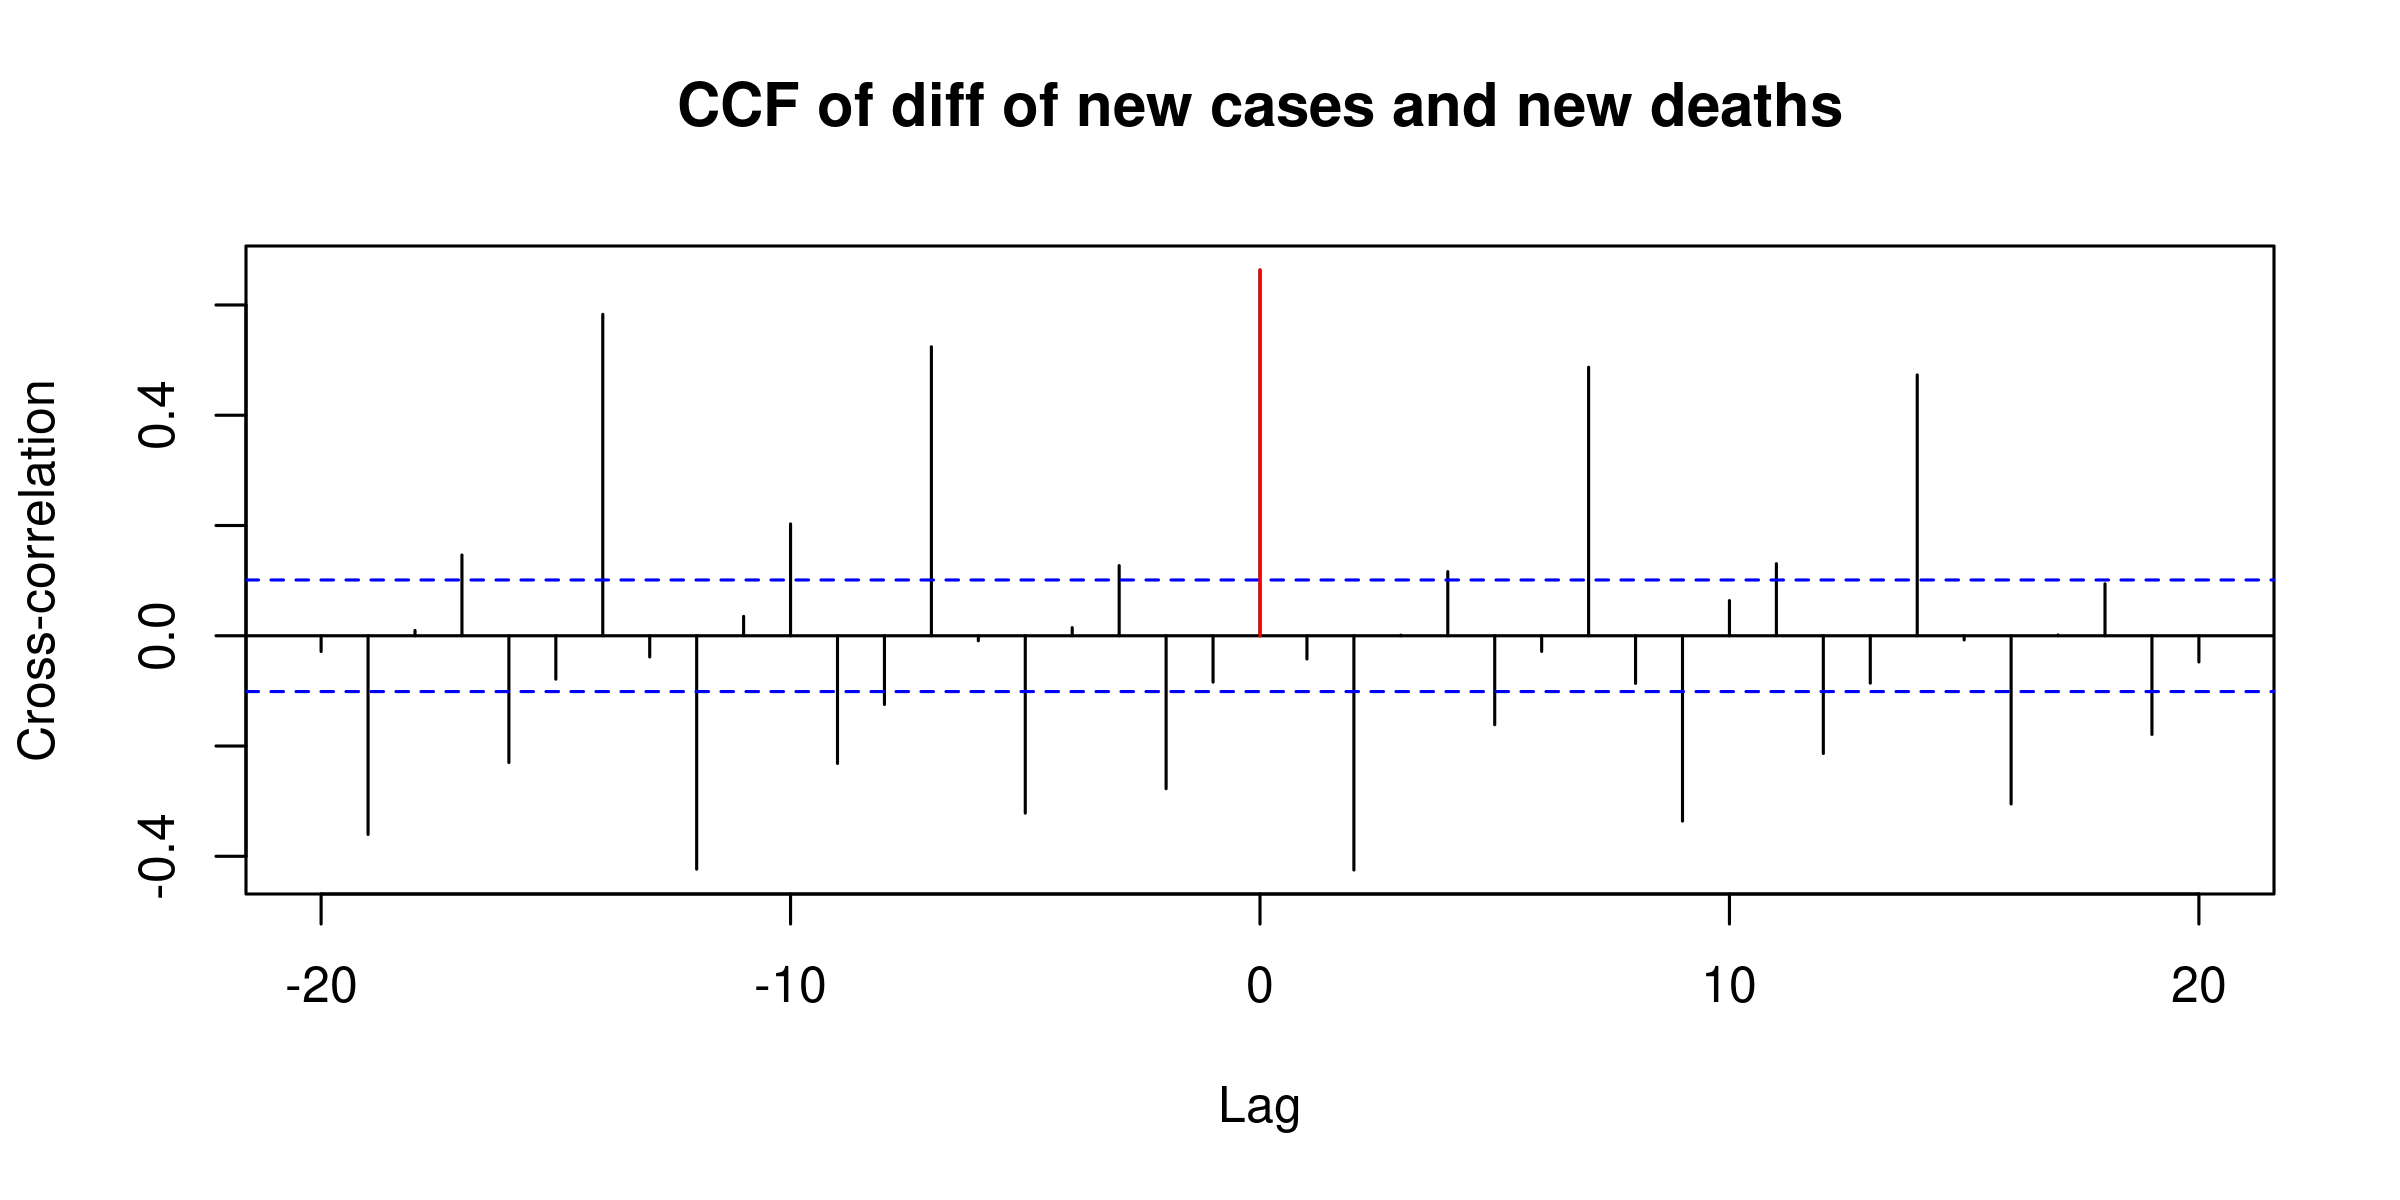 CCF of diff of new cases and new deaths
Cross-correlation
0.4
0.0
-0.4
-20 -10 0 10 20
Lag